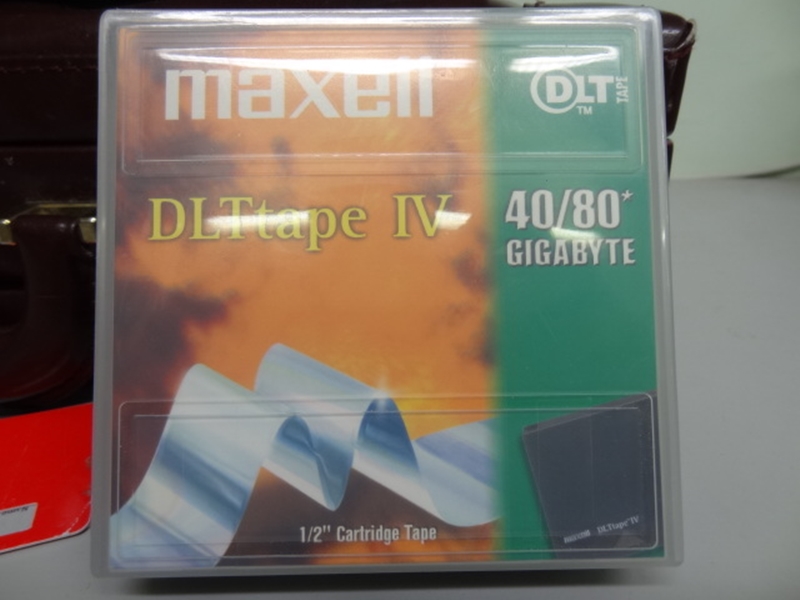 maxell
DLT TAPE
™
DLTtape IV
40/80*
GIGABYTE
1/2" Cartridge Tape
DLTtape IV